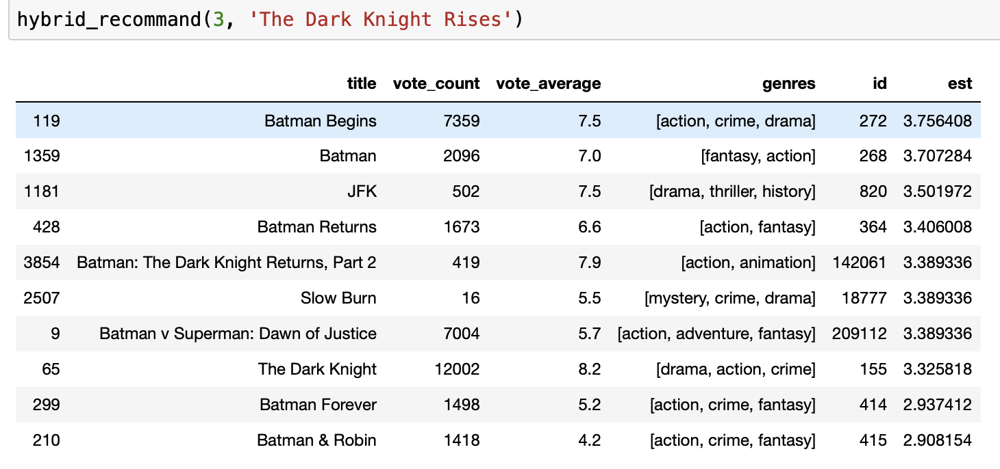 hybrid_recommand(3, 'The Dark Knight Rises')
title vote_count vote_average genres id est
119 Batman Begins 7359 7.5 [action, crime, drama] 272 3.756408
1359 Batman 2096 7.0 [fantasy, action] 268 3.707284
1181 JFK 502 7.5 [drama, thriller, history] 820 3.501972
428 Batman Returns 1673 6.6 [action, fantasy] 364 3.406008
3854 Batman: The Dark Knight Returns, Part 2 419 7.9 [action, animation] 142061 3.389336
2507 Slow Burn 16 5.5 [mystery, crime, drama] 18777 3.389336
9 Batman v Superman: Dawn of Justice 7004 5.7 [action, adventure, fantasy] 209112 3.389336
65 The Dark Knight 12002 8.2 [drama, action, crime] 155 3.325818
299 Batman Forever 1498 5.2 [action, crime, fantasy] 414 2.937412
210 Batman & Robin 1418 4.2 [action, crime, fantasy] 415 2.908154